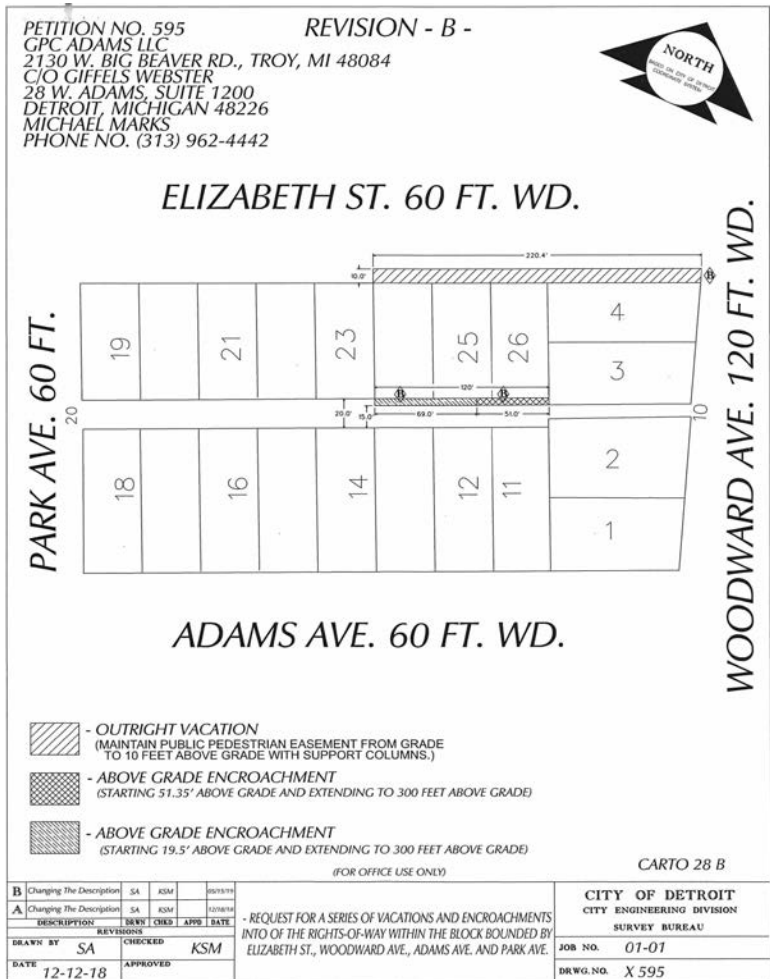 PETITION NO. 595
GPC ADAMS LLC
2130 W. BIG BEAVER RD., TROY, MI 48084
C/O GIFFELS WEBSTER
28 W. ADAMS, SUITE 1200
DETROIT, MICHIGAN 48226
MICHAEL MARKS
PHONE NO. (313) 962-4442
REVISION - B -
NORTH
BASED ON CITY OF DETROIT
COORDINATE SYSTEM
ELIZABETH ST. 60 FT. WD.
PARK AVE. 60 FT.
WOODWARD AVE. 120 FT. WD.
220.4'
10.0'
B
19
21
23
25
26
4
3
120'
B
B
20
20.0'
15.0'
69.0'
51.0'
10
18
16
14
12
11
2
1
ADAMS AVE. 60 FT. WD.
- OUTRIGHT VACATION
(MAINTAIN PUBLIC PEDESTRIAN EASEMENT FROM GRADE
TO 10 FEET ABOVE GRADE WITH SUPPORT COLUMNS.)
- ABOVE GRADE ENCROACHMENT
(STARTING 51.35' ABOVE GRADE AND EXTENDING TO 300 FEET ABOVE GRADE)
- ABOVE GRADE ENCROACHMENT
(STARTING 19.5' ABOVE GRADE AND EXTENDING TO 300 FEET ABOVE GRADE)
(FOR OFFICE USE ONLY)
CARTO 28 B
B Changing The Description SA KSM
A Changing The Description SA KSM 12/18/18
DESCRIPTION DRWN CHKD APPD DATE
REVISIONS
DRAWN BY SA CHECKED KSM
DATE 12-12-18 APPROVED
- REQUEST FOR A SERIES OF VACATIONS AND ENCROACHMENTS
INTO OF THE RIGHTS-OF-WAY WITHIN THE BLOCK BOUNDED BY
ELIZABETH ST., WOODWARD AVE., ADAMS AVE. AND PARK AVE.
CITY OF DETROIT
CITY ENGINEERING DIVISION
SURVEY BUREAU
JOB NO. 01-01
DRWG. NO. X 595